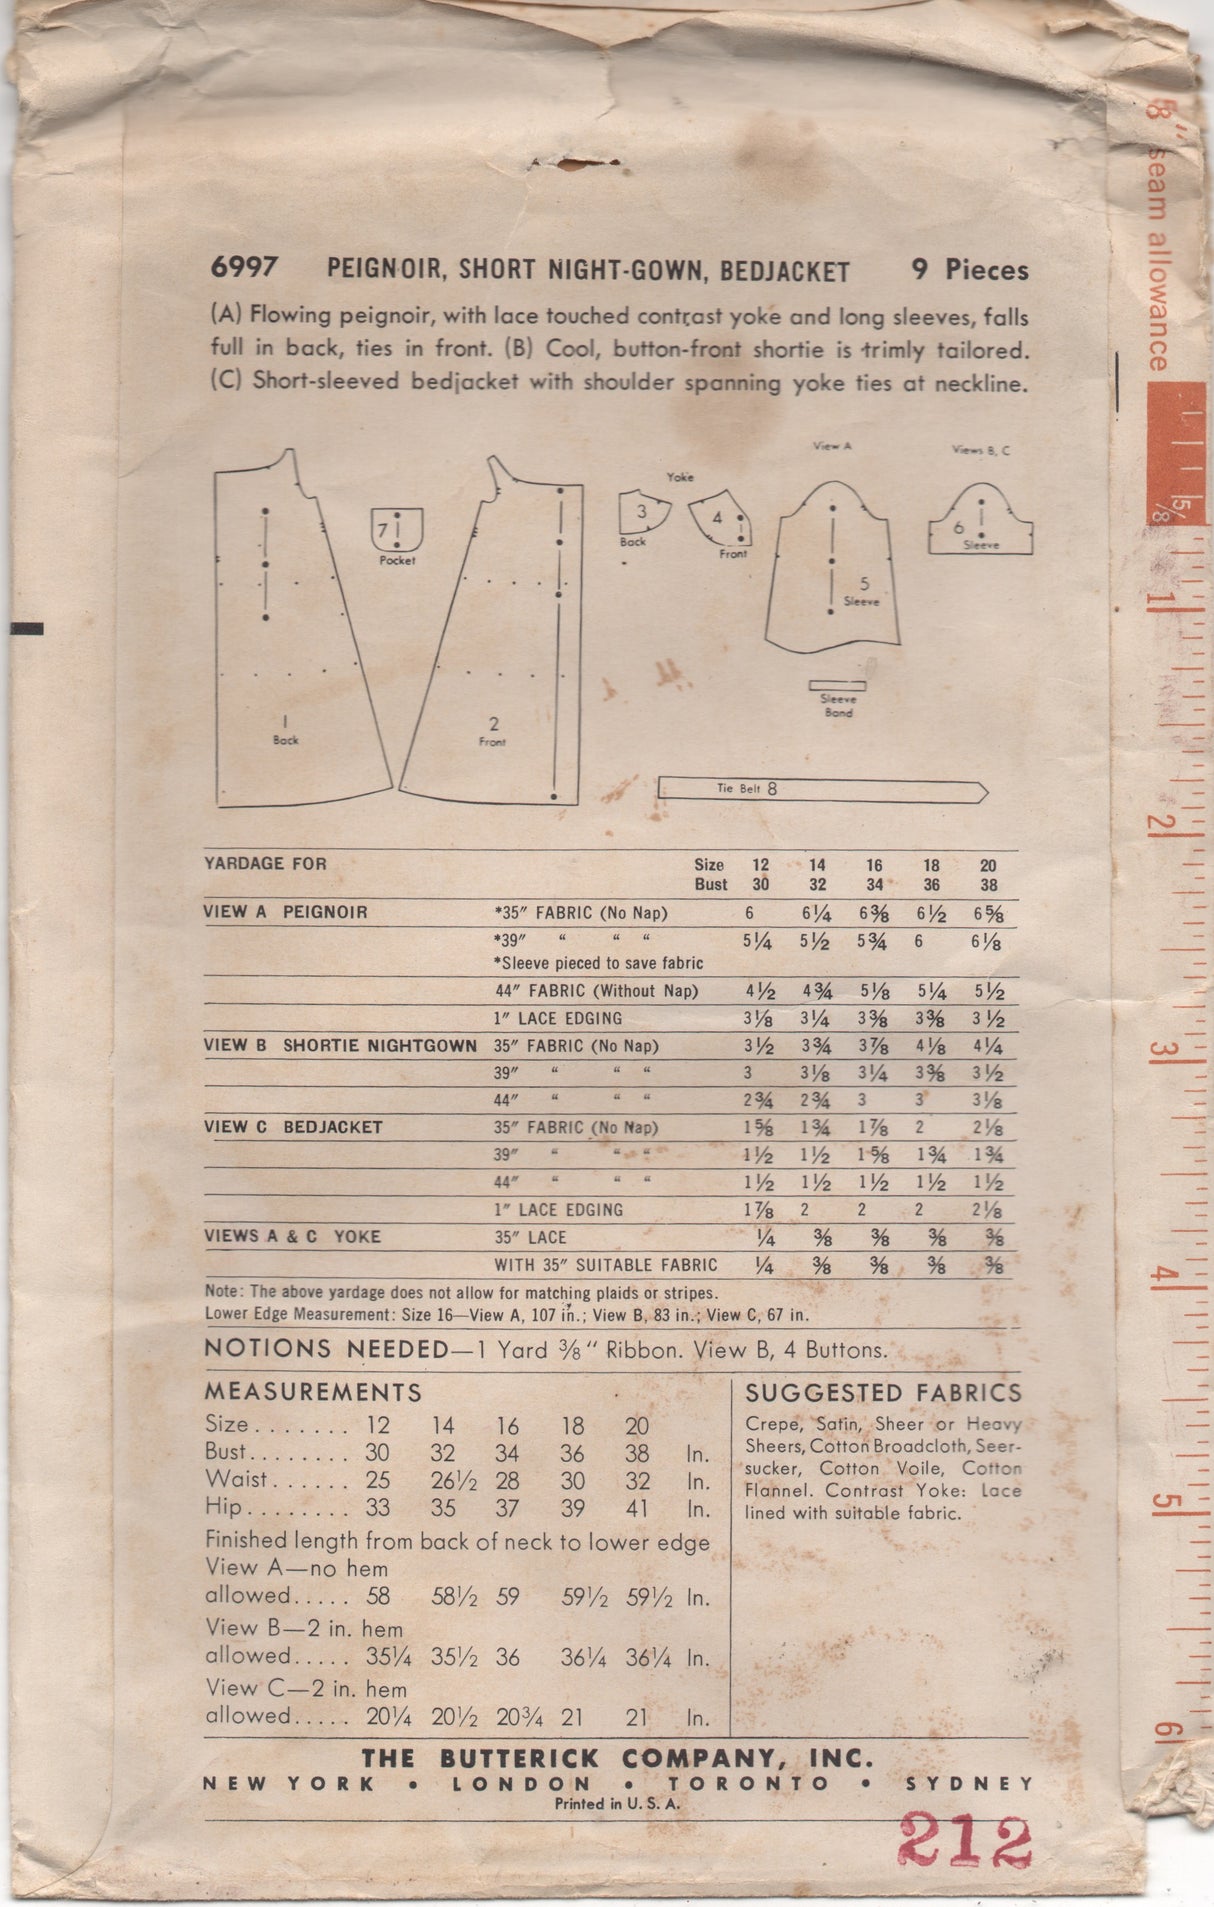 6997 PEIGNOIR, SHORT NIGHT-GOWN, BEDJACKET 9 Pieces
(A) Flowing peignoir, with lace touched contrast yoke and long sleeves, falls
full in back, ties in front. (B) Cool, button-front shortie is trimly tailored.
(C) Short-sleeved bedjacket with shoulder spanning yoke ties at neckline.
View A
Views B, C
Yoke
7
Pocket
3
Back
4
Front
5
Sleeve
6
Sleeve
Sleeve
Band
1
Back
2
Front
Tie Belt 8
YARDAGE FOR Size 12 14 16 18 20
Bust 30 32 34 36 38
VIEW A PEIGNOIR *35" FABRIC (No Nap) 6 6¼ 6⅜ 6½ 6⅝
*39" " " " 5¼ 5½ 5¾ 6 6⅛
*Sleeve pieced to save fabric
44" FABRIC (Without Nap) 4½ 4¾ 5⅛ 5¼ 5½
1" LACE EDGING 3⅛ 3¼ 3⅜ 3⅜ 3½
VIEW B SHORTIE NIGHTGOWN 35" FABRIC (No Nap) 3½ 3¾ 3⅞ 4⅛ 4¼
39" " " " 3 3⅛ 3¼ 3⅜ 3½
44" " " " 2¾ 2¾ 3 3 3⅛
VIEW C BEDJACKET 35" FABRIC (No Nap) 1⅝ 1¾ 1⅞ 2 2⅛
39" " " " 1½ 1½ 1⅝ 1¾ 1¾
44" " " " 1½ 1½ 1½ 1½ 1½
1" LACE EDGING 1⅞ 2 2 2 2⅛
VIEWS A & C YOKE 35" LACE ¼ ⅜ ⅜ ⅜ ⅜
WITH 35" SUITABLE FABRIC ¼ ⅜ ⅜ ⅜ ⅜
Note: The above yardage does not allow for matching plaids or stripes.
Lower Edge Measurement: Size 16—View A, 107 in.; View B, 83 in.; View C, 67 in.
NOTIONS NEEDED—1 Yard ⅜" Ribbon. View B, 4 Buttons.
MEASUREMENTS
Size........ 12 14 16 18 20
Bust........ 30 32 34 36 38 In.
Waist...... 25 26½ 28 30 32 In.
Hip........ 33 35 37 39 41 In.
Finished length from back of neck to lower edge
View A—no hem
allowed..... 58 58½ 59 59½ 59½ In.
View B—2 in. hem
allowed..... 35¼ 35½ 36 36¼ 36¼ In.
View C—2 in. hem
allowed..... 20¼ 20½ 20¾ 21 21 In.
SUGGESTED FABRICS
Crepe, Satin, Sheer or Heavy
Sheers, Cotton Broadcloth, Seer-
sucker, Cotton Voile, Cotton
Flannel. Contrast Yoke: Lace
lined with suitable fabric.
THE BUTTERICK COMPANY, INC.
NEW YORK • LONDON • TORONTO • SYDNEY
Printed in U. S. A.
212
⅝" seam allowance
⅝
1
2
3
4
5
6